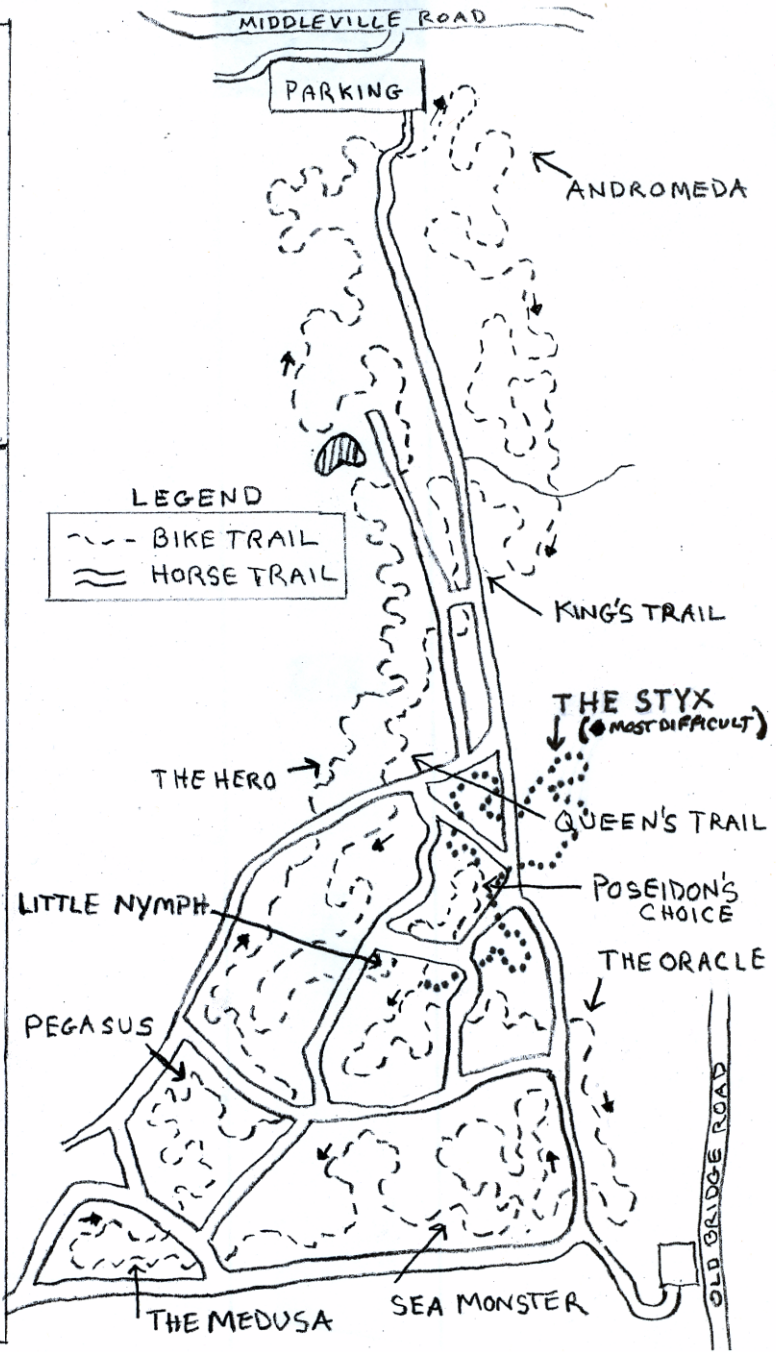 MIDDLEVILLE ROAD
PARKING
ANDROMEDA
LEGEND
BIKE TRAIL
HORSE TRAIL
KING'S TRAIL
THE STYX
(◆MOST DIFFICULT)
THE HERO
QUEEN'S TRAIL
LITTLE NYMPH
POSEIDON'S
CHOICE
THE ORACLE
PEGASUS
OLD BRIDGE ROAD
SEA MONSTER
THE MEDUSA